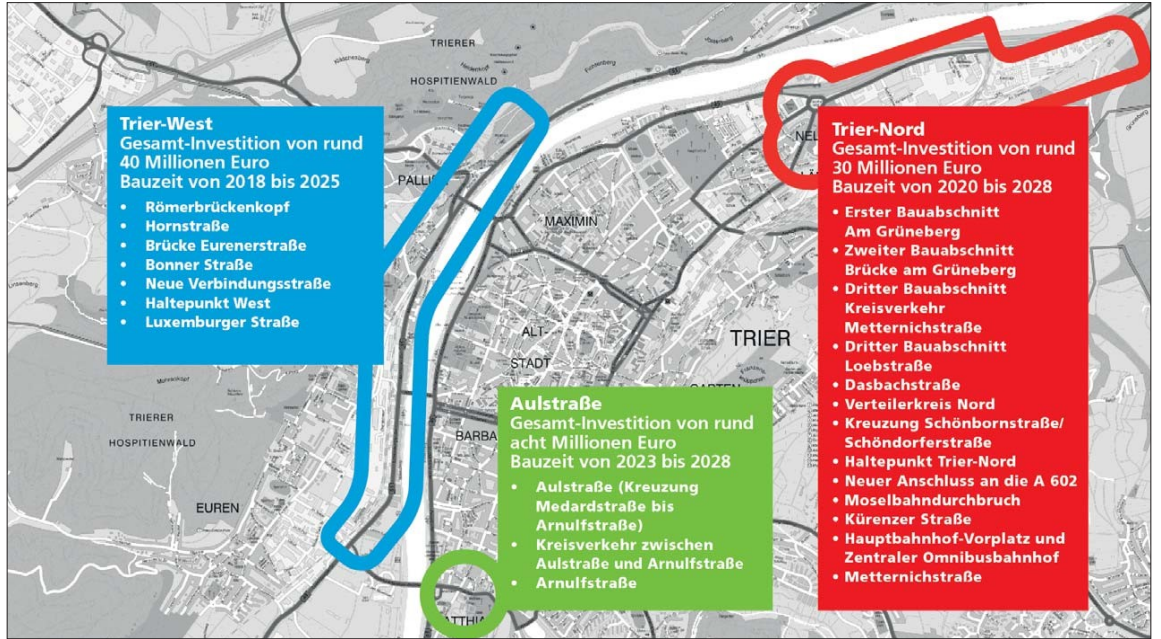 TRIERER
HOSPITIENWALD
PALLI
MAXIMIN
ALT-
STADT
TRIER
GARTEN
BARBA
TRIERER
HOSPITIENWALD
EUREN
ATTHIA
NEL
Trier-West
Gesamt-Investition von rund
40 Millionen Euro
Bauzeit von 2018 bis 2025
• Römerbrückenkopf
• Hornstraße
• Brücke Eurenerstraße
• Bonner Straße
• Neue Verbindungsstraße
• Haltepunkt West
• Luxemburger Straße
Aulstraße
Gesamt-Investition von rund
acht Millionen Euro
Bauzeit von 2023 bis 2028
• Aulstraße (Kreuzung
Medardstraße bis
Arnulfstraße)
• Kreisverkehr zwischen
Aulstraße und Arnulfstraße
• Arnulfstraße
Trier-Nord
Gesamt-Investition von rund
30 Millionen Euro
Bauzeit von 2020 bis 2028
• Erster Bauabschnitt
Am Grüneberg
• Zweiter Bauabschnitt
Brücke am Grüneberg
• Dritter Bauabschnitt
Kreisverkehr
Metternichstraße
• Dritter Bauabschnitt
Loebstraße
• Dasbachstraße
• Verteilerkreis Nord
• Kreuzung Schönbornstraße/
Schöndorferstraße
• Haltepunkt Trier-Nord
• Neuer Anschluss an die A 602
• Moselbahndurchbruch
• Kürenzer Straße
• Hauptbahnhof-Vorplatz und
Zentraler Omnibusbahnhof
• Metternichstraße